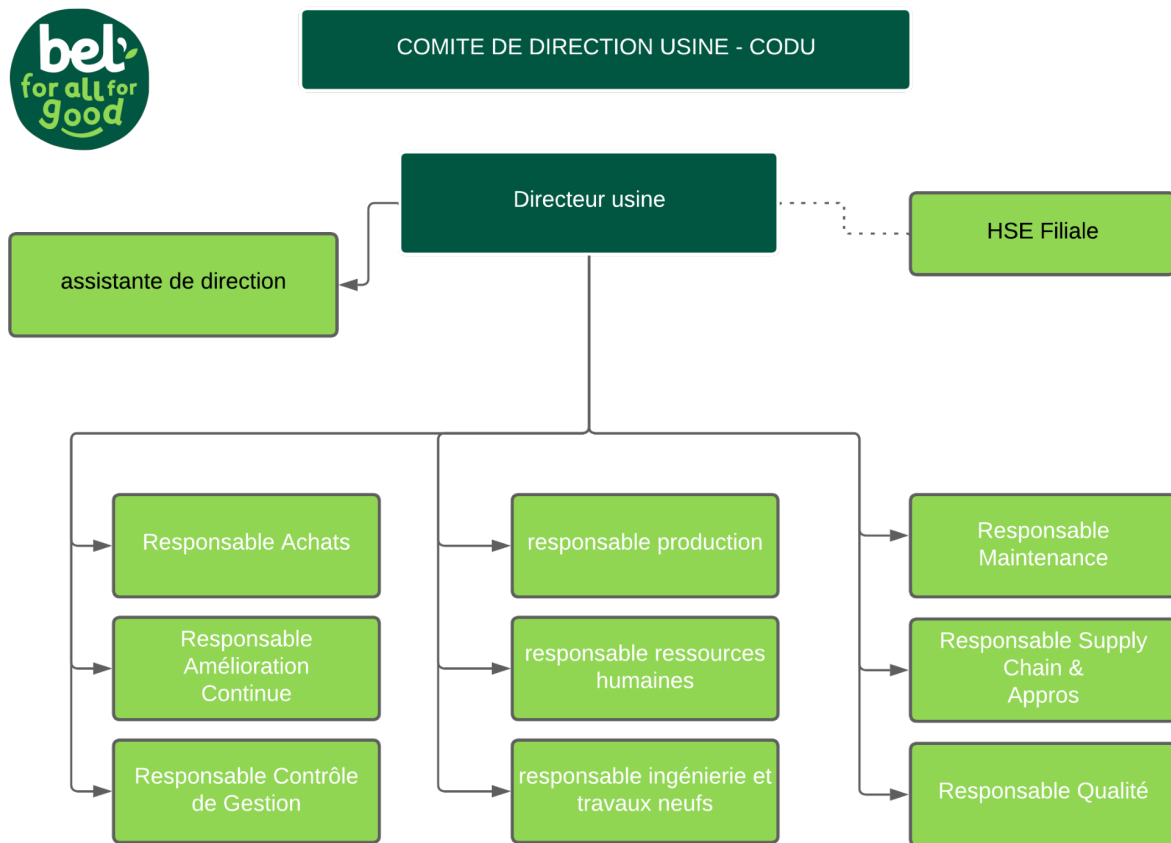 bel
for all for
good
COMITE DE DIRECTION USINE - CODU
Directeur usine
HSE Filiale
assistante de direction
Responsable Achats
responsable production
Responsable
Maintenance
Responsable
Amélioration
Continue
responsable ressources
humaines
Responsable Supply
Chain &
Appros
Responsable Contrôle
de Gestion
responsable ingénierie et
travaux neufs
Responsable Qualité